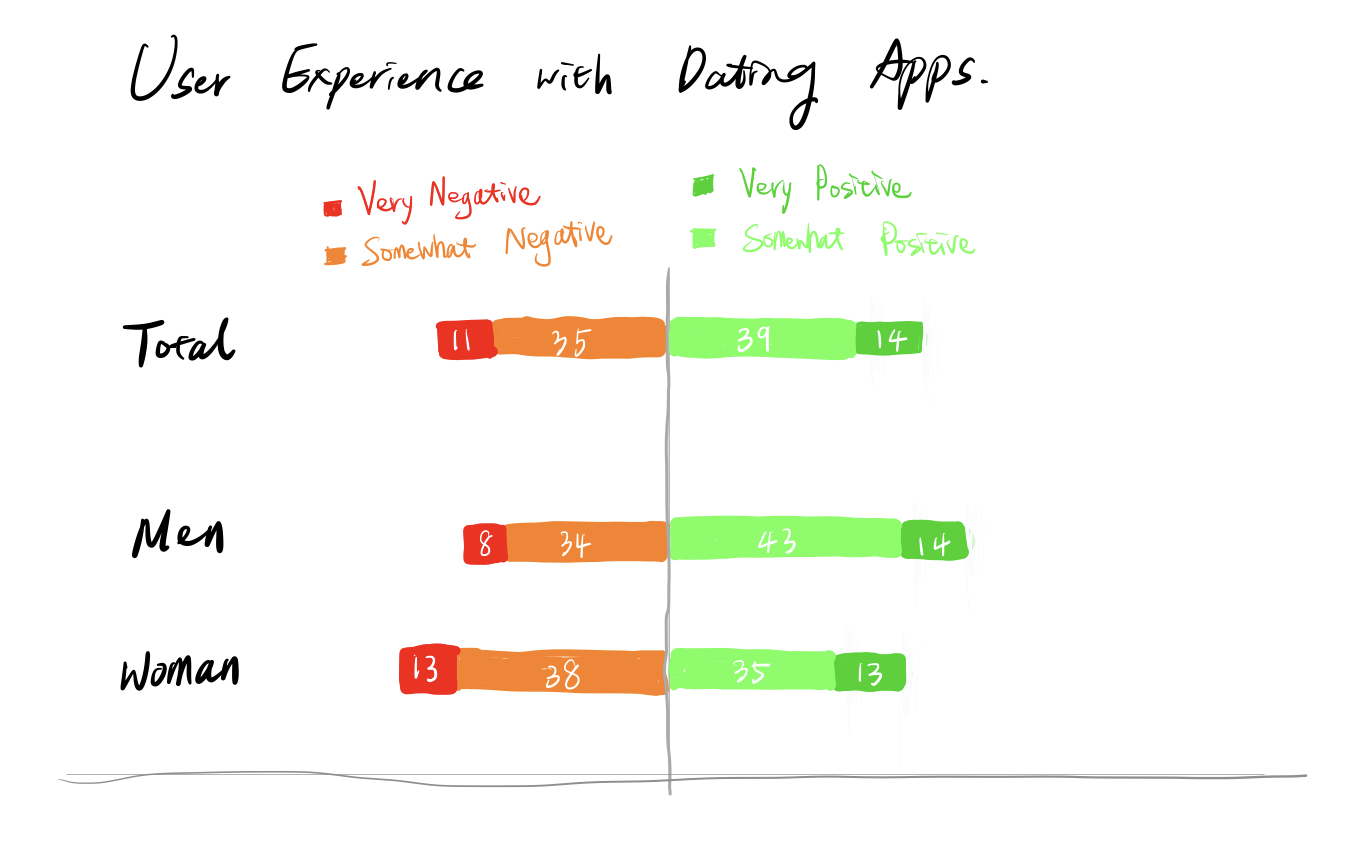 User Experience with Dating Apps.
Very Negative
Somewhat Negative
Very Positive
Somewhat Positive
Total 11 35 39 14
Men 8 34 43 14
Woman 13 38 35 13